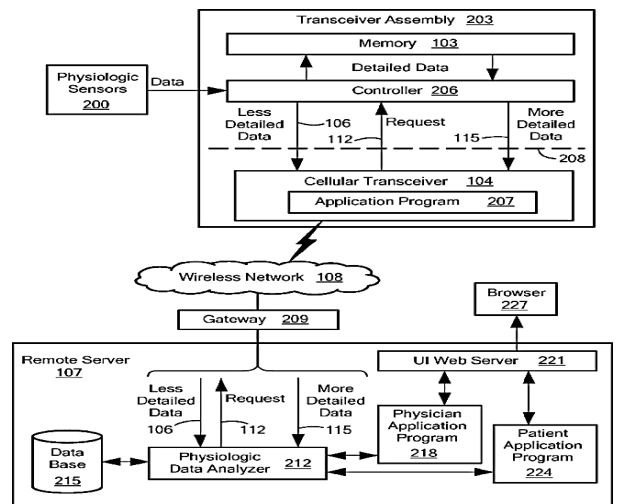 Transceiver Assembly 203
Memory 103
Detailed Data
Physiologic
Sensors
200
Data
Controller 206
Less
Detailed
Data
106
Request
112
115
More
Detailed
Data
208
Cellular Transceiver 104
Application Program 207
Wireless Network 108
Gateway 209
Browser
227
Remote Server
107
UI Web Server 221
Less
Detailed
Data
106
Request
112
More
Detailed
Data
115
Physician
Application
Program
218
Patient
Application
Program
224
Data
Base
215
Physiologic
Data Analyzer 212